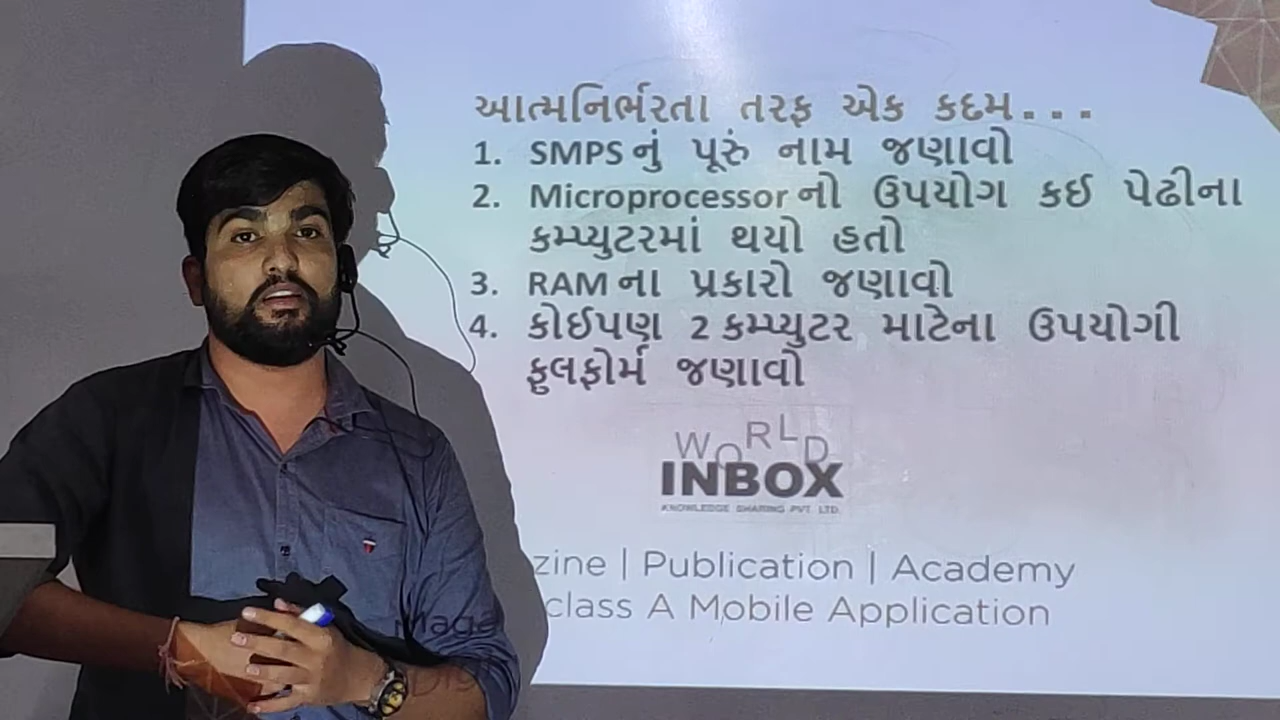 આત્મનિર્ભરતા તરફ એક કદમ...
1. SMPS નું પૂરું નામ જણાવો
2. Microprocessor નો ઉપયોગ કઈ પેઢીના
કમ્પ્યુટરમાં થયો હતો
3. RAM ના પ્રકારો જણાવો
4. કોઈપણ 2 કમ્પ્યુટર માટેના ઉપયોગી
ફુલફોર્મ જણાવો
WORLD
INBOX
KNOWLEDGE SHARING PVT. LTD.
magazine | Publication | Academy
class A Mobile Application